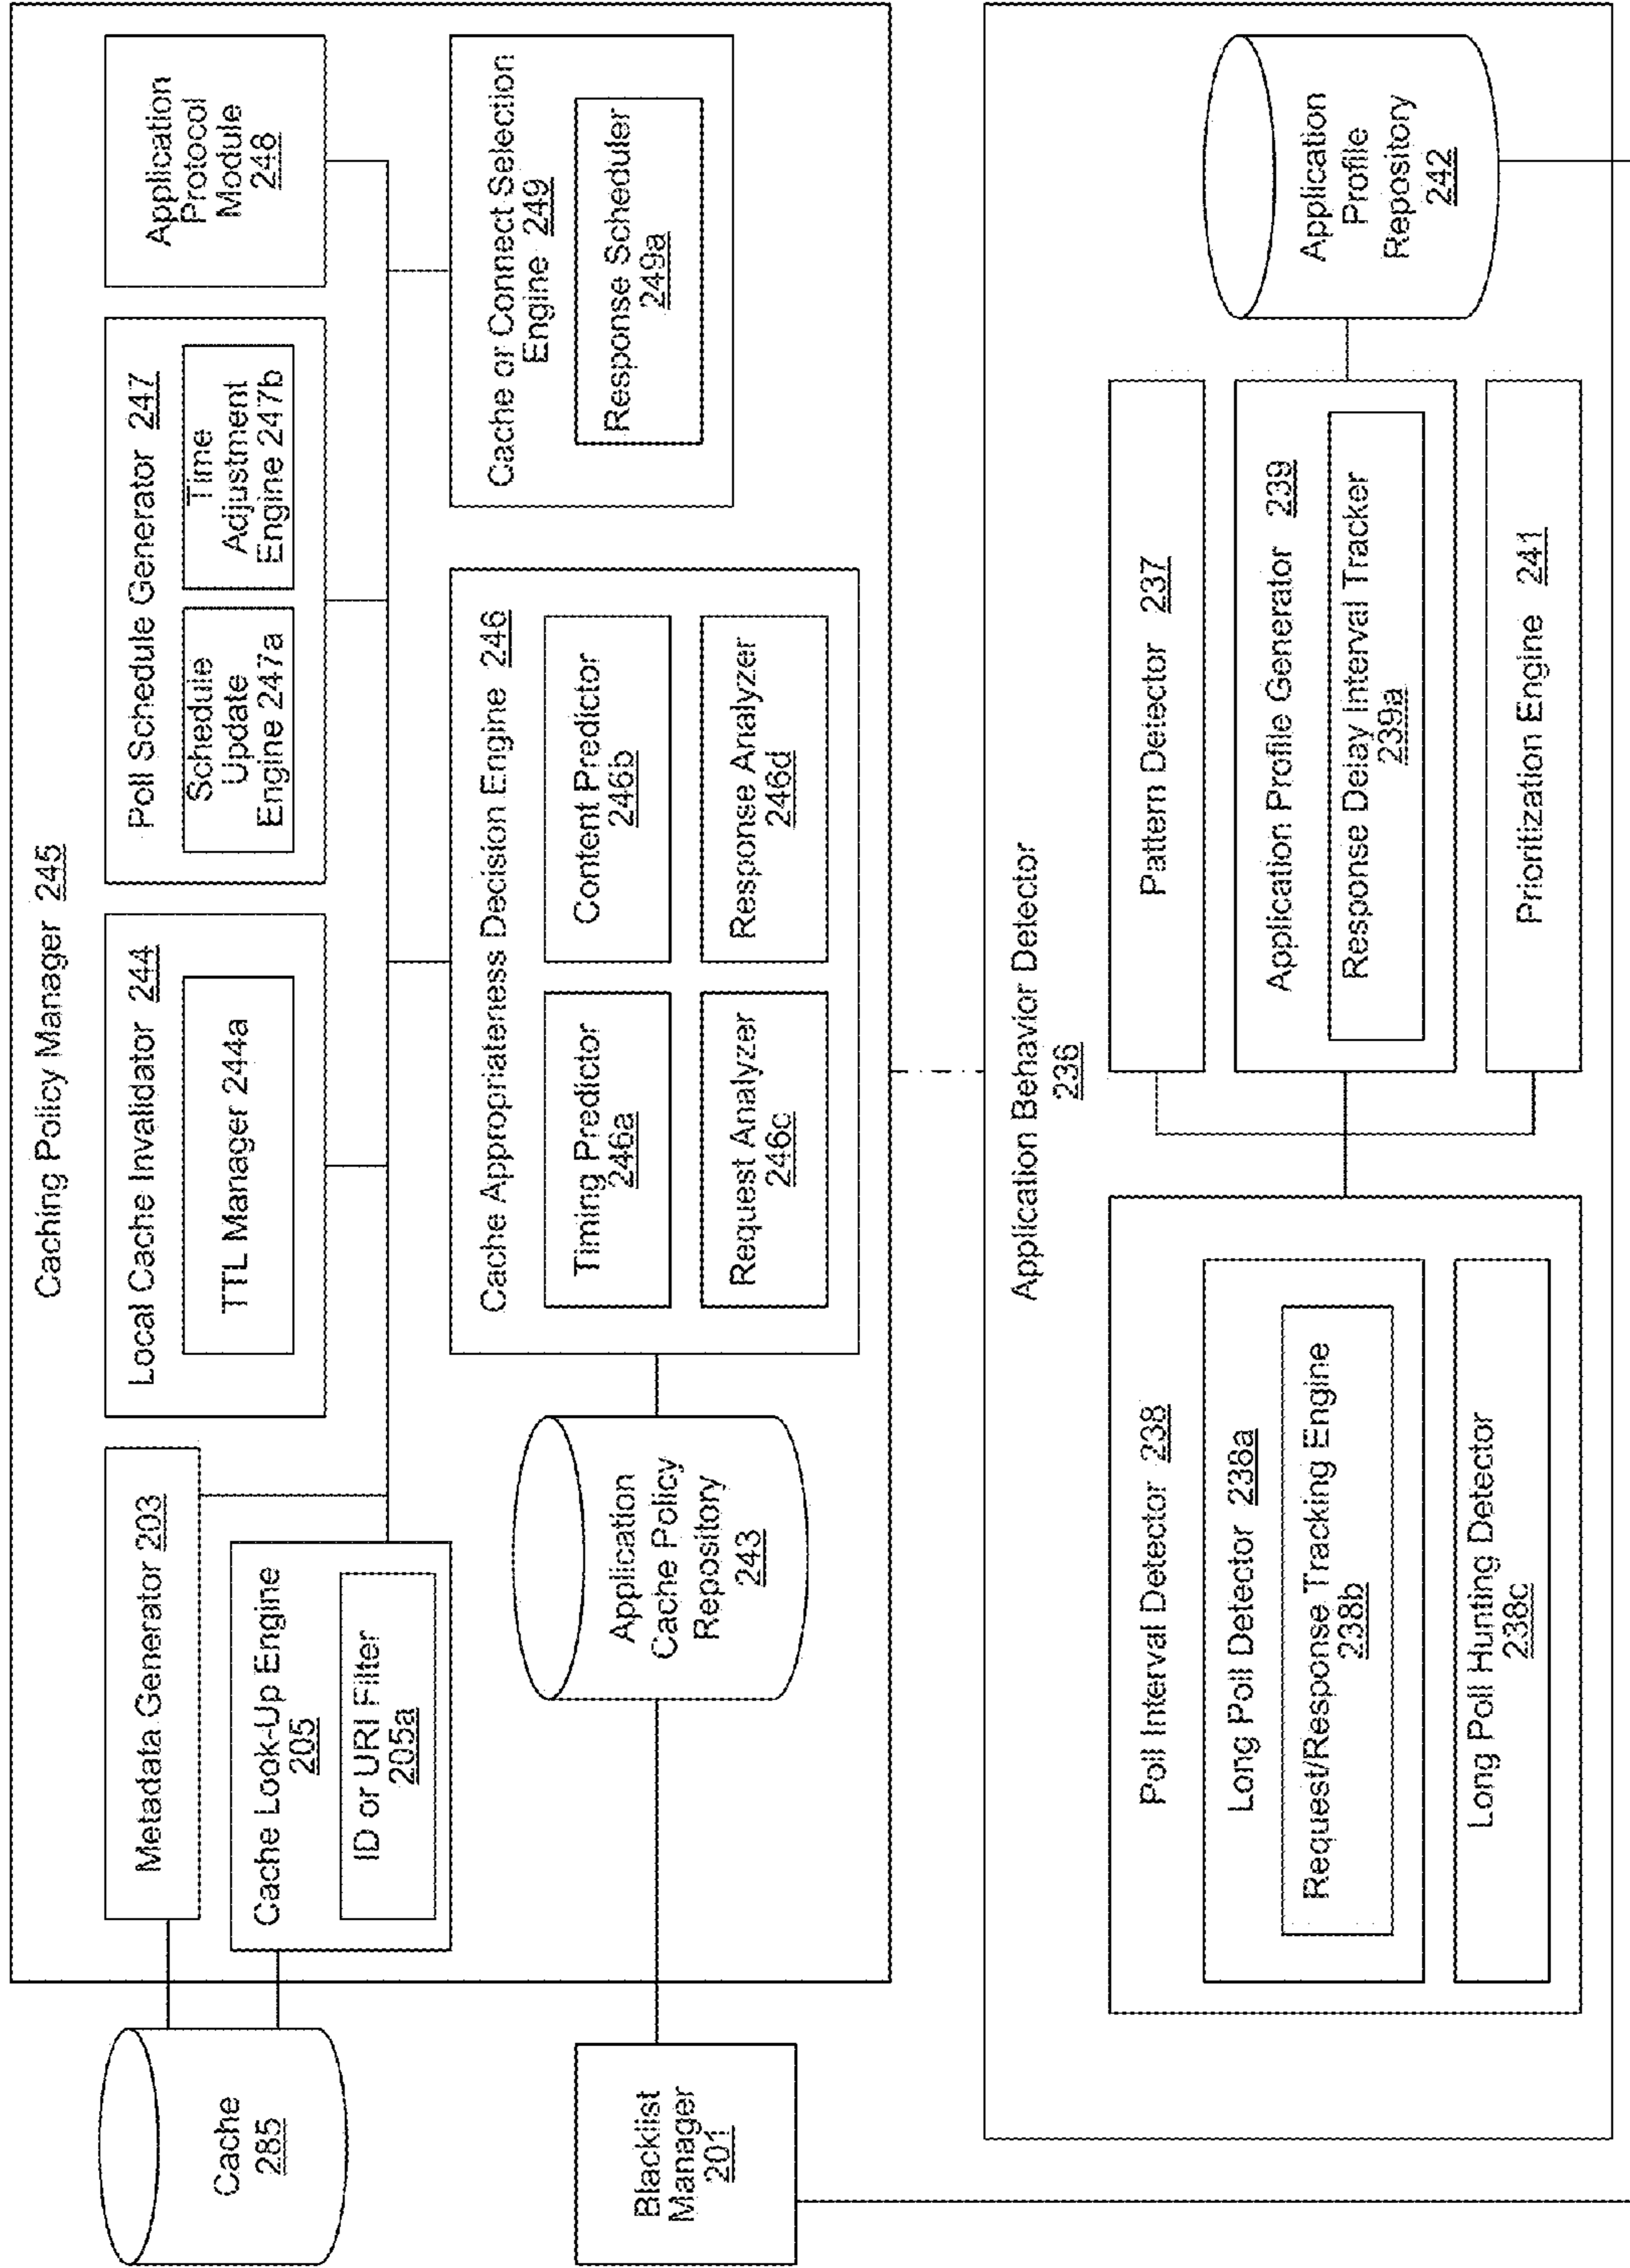 Caching Policy Manager 245
Metadata Generator 203
Cache Look-Up Engine
205
ID or URI Filter
205a
Local Cache Invalidator 244
TTL Manager 244a
Poll Schedule Generator 247
Schedule
Update
Engine 247a
Time
Adjustment
Engine 247b
Application
Protocol
Module
248
Cache
285
Application
Cache Policy
Repository
243
Cache Appropriateness Decision Engine 246
Timing Predictor
246a
Content Predictor
246b
Request Analyzer
246c
Response Analyzer
246d
Cache or Connect Selection
Engine 249
Response Scheduler
249a
Blacklist
Manager
201
Application Behavior Detector
236
Poll Interval Detector 238
Long Poll Detector 238a
Request/Response Tracking Engine
238b
Long Poll Hunting Detector
238c
Pattern Detector 237
Application Profile Generator 239
Response Delay Interval Tracker
239a
Prioritization Engine 241
Application
Profile
Repository
242